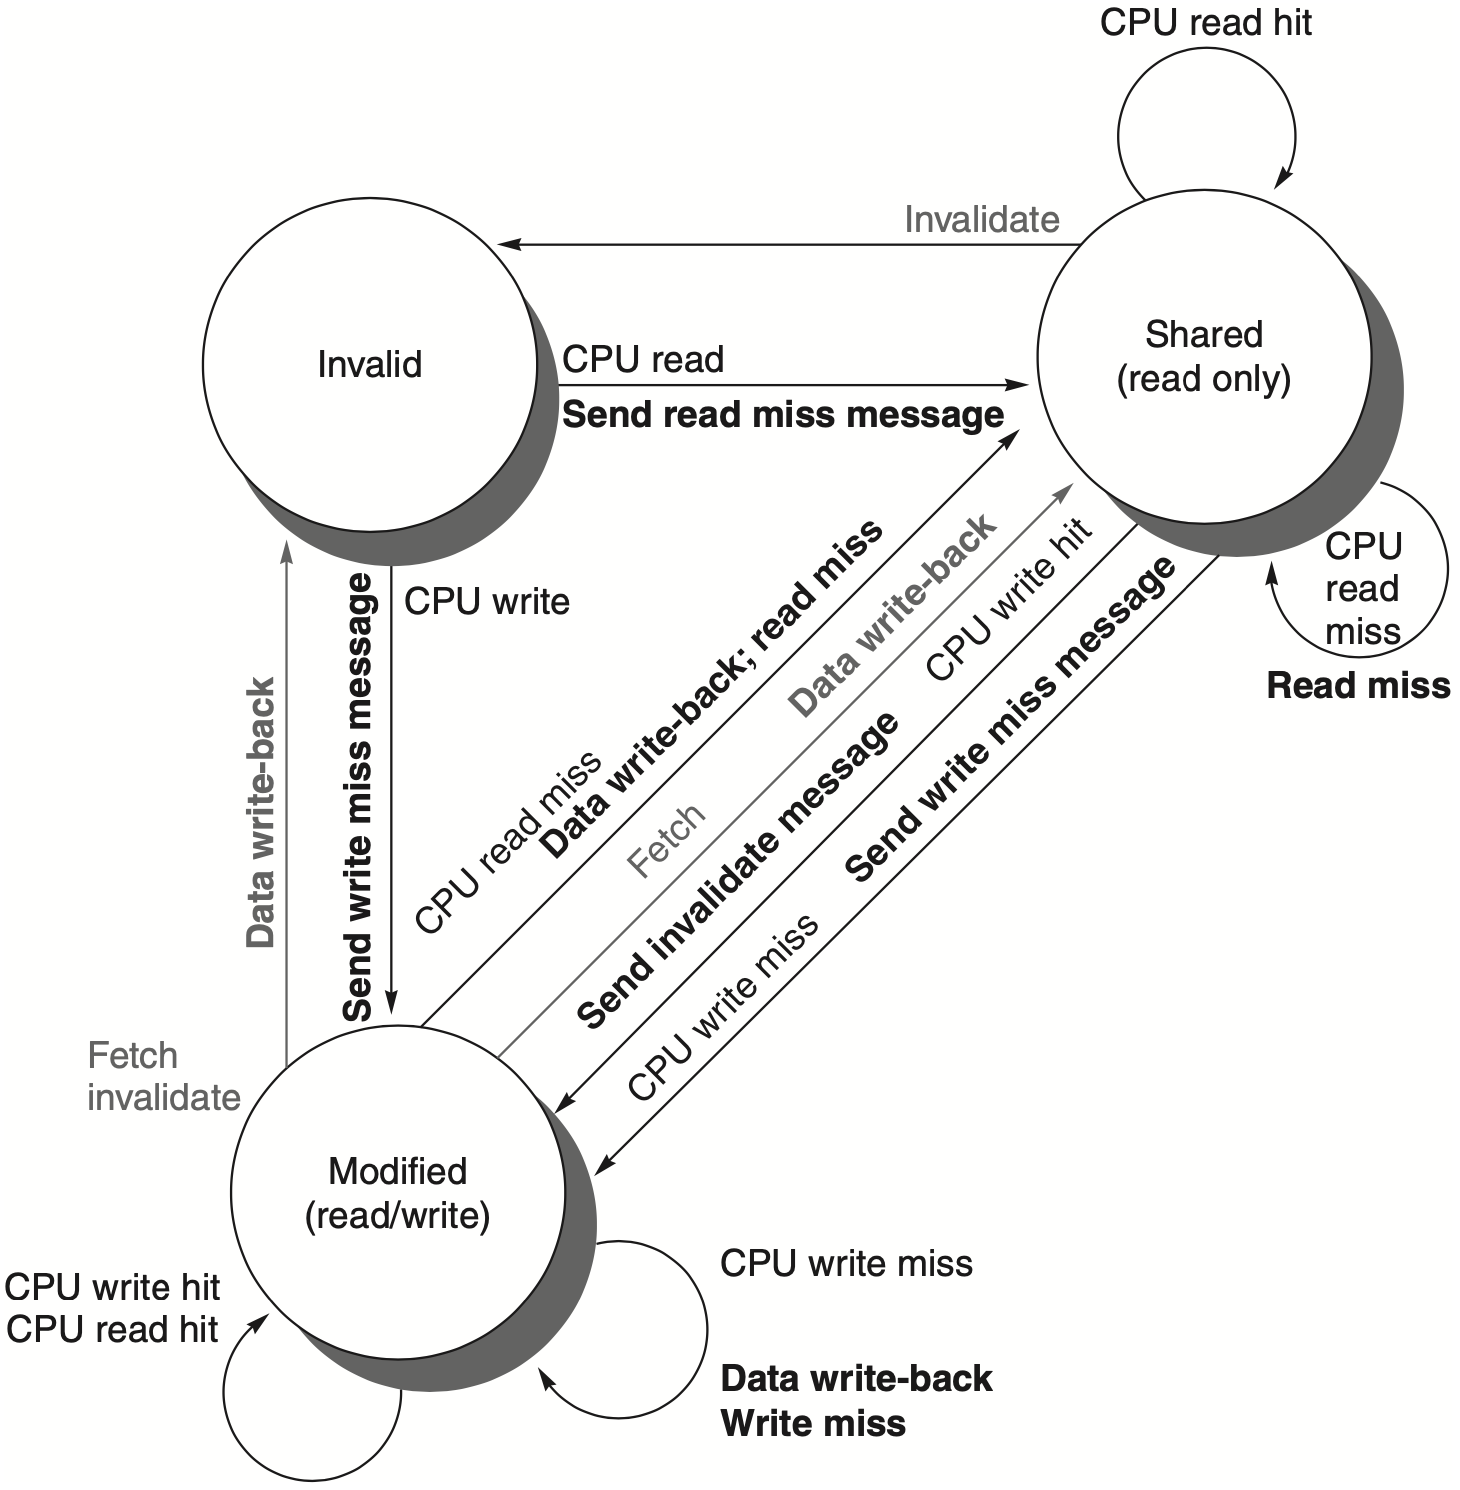 CPU read hit
Invalidate
Invalid
Shared
(read only)
CPU read
Send read miss message
CPU write
Send write miss message
Data write-back
Fetch
invalidate
CPU read miss
Data write-back; read miss
Fetch
Data write-back
CPU write hit
Send invalidate message
CPU write miss
Send write miss message
CPU
read
miss
Read miss
Modified
(read/write)
CPU write hit
CPU read hit
CPU write miss
Data write-back
Write miss